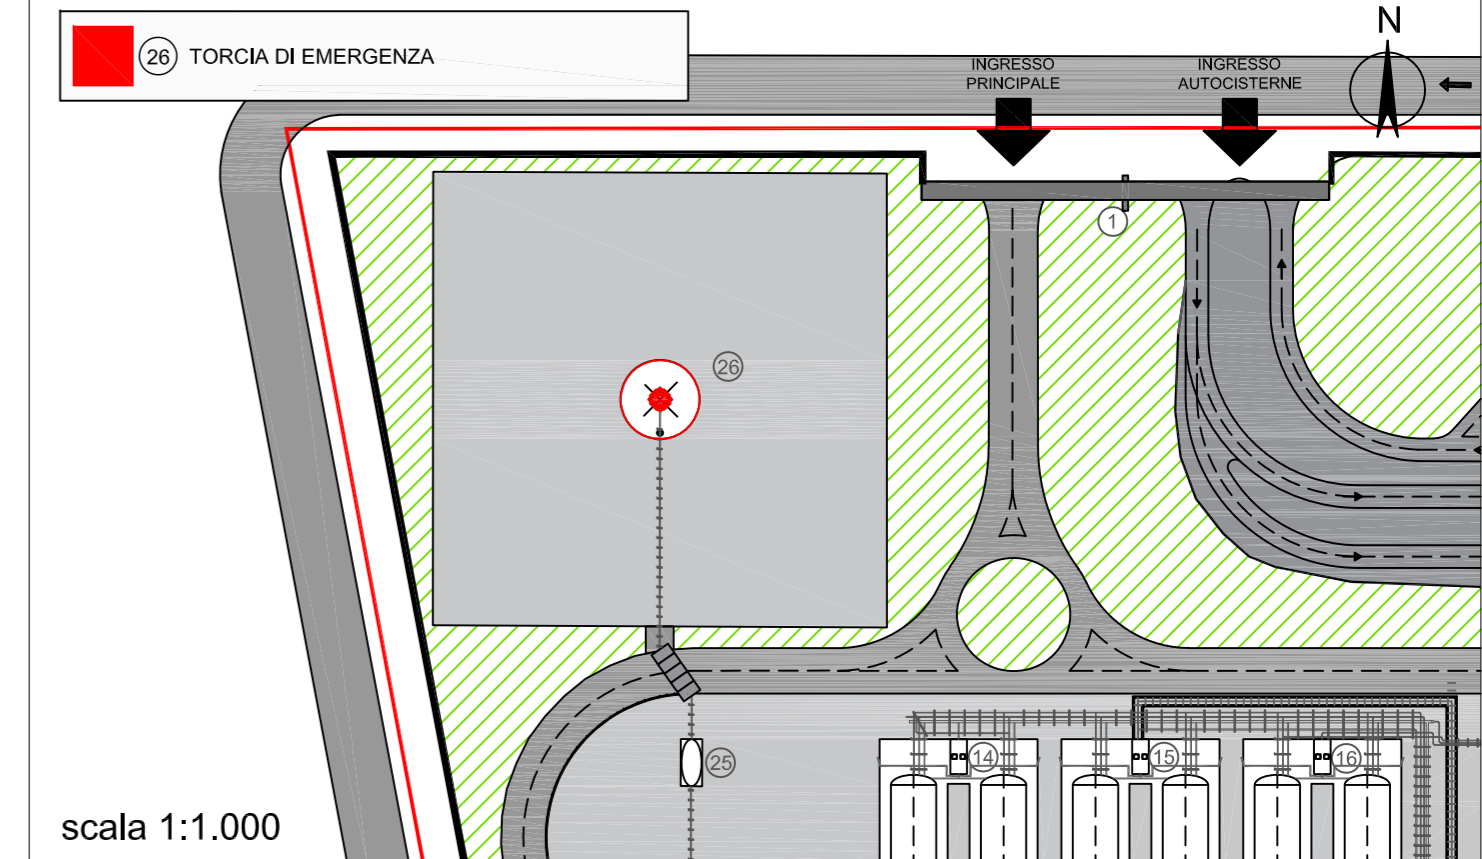 26 TORCIA DI EMERGENZA
N
INGRESSO
PRINCIPALE
INGRESSO
AUTOCISTERNE
1
26
14
15
16
25
scala 1:1.000